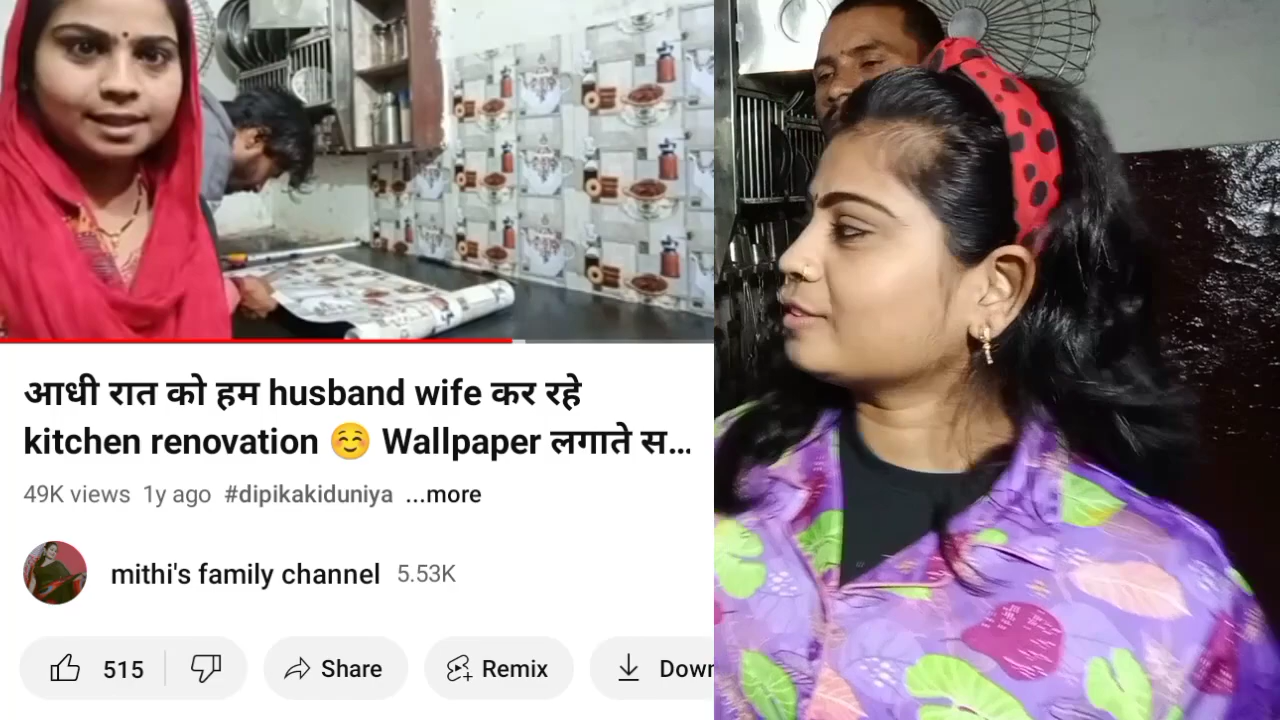 आधी रात को हम husband wife कर रहे
kitchen renovation ☺️ Wallpaper लगाते स...
49K views 1y ago #dipikakiduniya ...more
mithi's family channel 5.53K
515 Share Remix Down